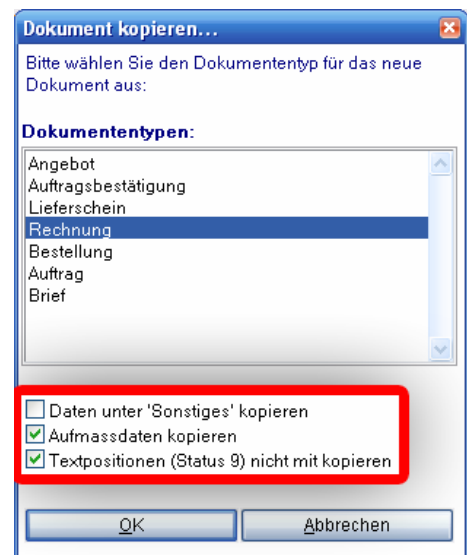 Dokument kopieren...
Bitte wählen Sie den Dokumententyp für das neue
Dokument aus:
Dokumententypen:
Angebot
Auftragsbestätigung
Lieferschein
Rechnung
Bestellung
Auftrag
Brief
Daten unter 'Sonstiges' kopieren
Aufmassdaten kopieren
Textpositionen (Status 9) nicht mit kopieren
OK Abbrechen